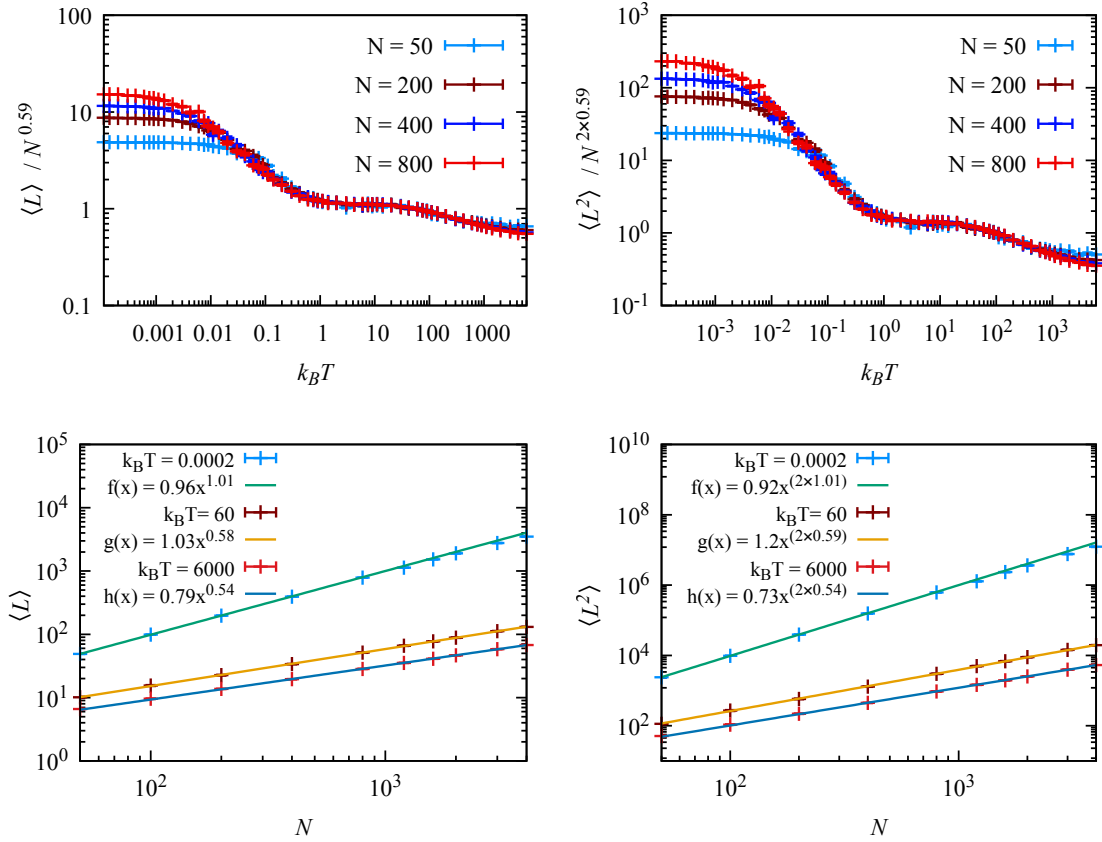 100
10
1
0.1
⟨L⟩ / N^0.59
N = 50
N = 200
N = 400
N = 800
0.001 0.01 0.1 1 10 100 1000
k_BT
10^3
10^2
10^1
10^0
10^-1
⟨L^2⟩ / N^2×0.59
N = 50
N = 200
N = 400
N = 800
10^-3 10^-2 10^-1 10^0 10^1 10^2 10^3
k_BT
10^5
10^4
10^3
10^2
10^1
10^0
⟨L⟩
k_BT = 0.0002
f(x) = 0.96x^1.01
k_BT= 60
g(x) = 1.03x^0.58
k_BT = 6000
h(x) = 0.79x^0.54
10^2 10^3
N
10^10
10^8
10^6
10^4
10^2
⟨L^2⟩
k_BT = 0.0002
f(x) = 0.92x^(2×1.01)
k_BT= 60
g(x) = 1.2x^(2×0.59)
k_BT = 6000
h(x) = 0.73x^(2×0.54)
10^2 10^3
N